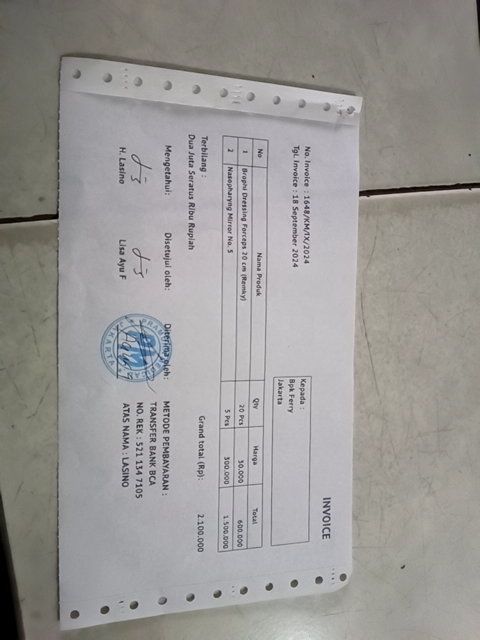 INVOICE
No. Invoice : 1648/KM/IX/2024
Tgl. Invoice : 18 September 2024
Kepada :
Bpk Ferry
Jakarta
No Nama Produk Qty Harga Total
1 Brophi Dressing Forceps 20 cm (Remky) 20 Pcs 30.000 600.000
2 Nasopharyng Mirror No. 5 5 Pcs 300.000 1.500.000
Grand total (Rp): 2.100.000
Terbilang :
Dua Juta Seratus Ribu Rupiah
Mengetahui: Disetujui oleh: Diterima oleh:
H. Lasino Lisa Ayu F
METODE PEMBAYARAN :
TRANSFER BANK BCA
NO. REK : 521 134 7105
ATAS NAMA : LASINO